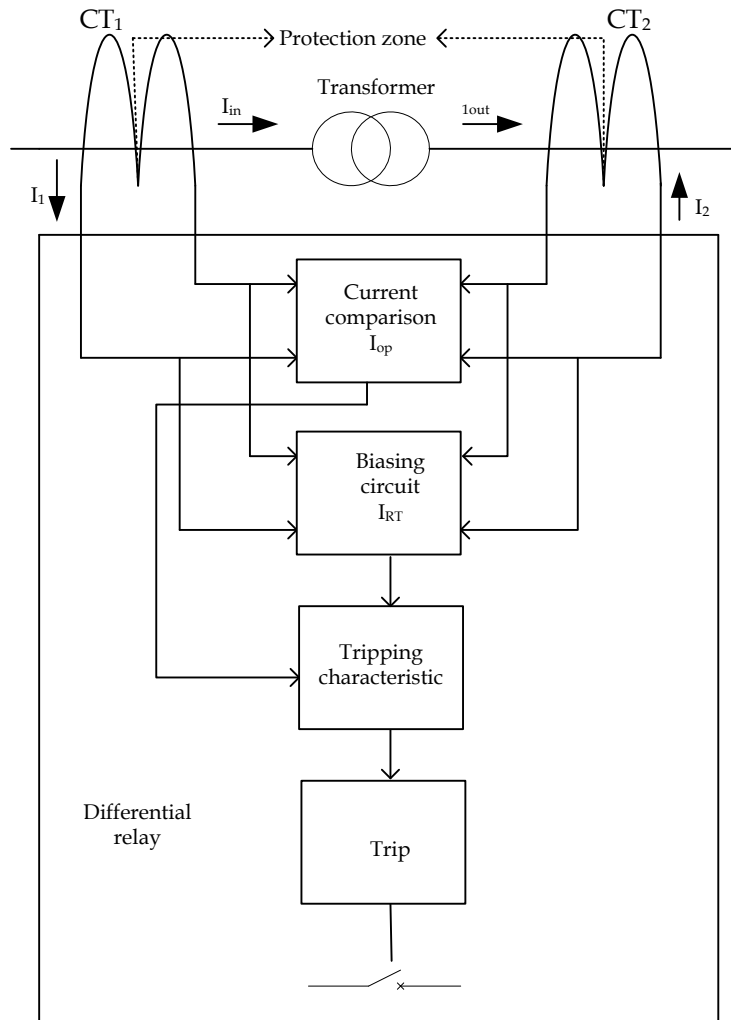 CT₁
CT₂
Protection zone
Transformer
Iᵢₙ
1out
I₁
I₂
Current
comparison
Iₒₚ
Biasing
circuit
I_RT
Tripping
characteristic
Differential
relay
Trip